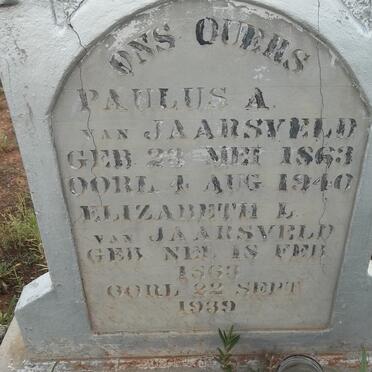 ONS OUERS
PAULUS A.
VAN JAARSVELD
GEB 23 MEI 1863
OORL 4 AUG 1940
ELIZABETH L.
VAN JAARSVELD
GEB NEL 18 FEB
1863
OORL 22 SEPT
1939